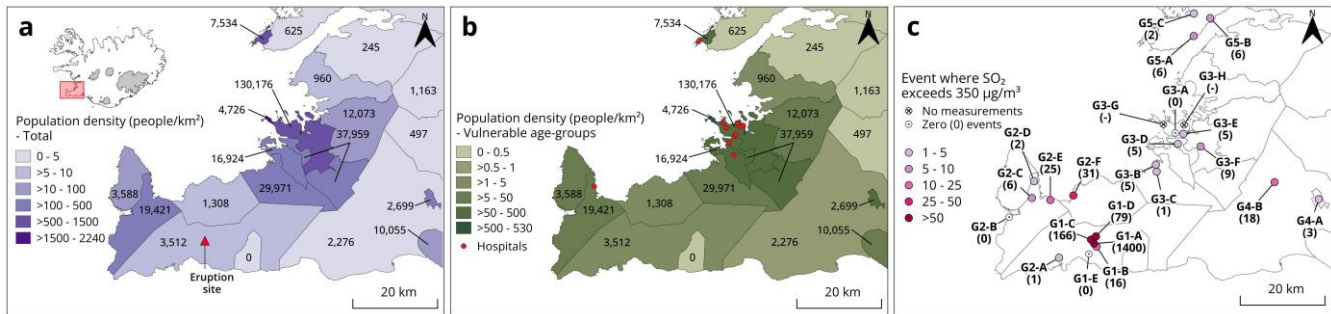 a
7,534
625
245
960
1,163
130,176
4,726
12,073
37,959
497
16,924
29,971
3,588
19,421
1,308
2,699
3,512
0
2,276
10,055
Eruption
site
N
20 km
Population density (people/km²)
- Total
0 - 5
>5 - 10
>10 - 100
>100 - 500
>500 - 1500
>1500 - 2240
b
7,534
625
245
960
1,163
130,176
4,726
12,073
37,959
497
16,924
29,971
3,588
19,421
1,308
2,699
3,512
0
2,276
10,055
N
20 km
Population density (people/km²)
- Vulnerable age-groups
0 - 0.5
>0.5 - 1
>1 - 5
5 - 50
50 - 500
>500 - 530
Hospitals
c
Event where SO₂
exceeds 350 µg/m³
No measurements
Zero (0) events
1 - 5
5 - 10
10 - 25
25 - 50
>50
G5-C
(2)
G5-B
(6)
G5-A
(6)
G3-H
(-)
G3-A
(0)
G3-G
(-)
G3-E
(5)
G3-D
(5)
G3-F
(9)
G2-D
(2)
G2-E
(25)
G2-F
(31)
G2-C
(6)
G3-B
(5)
G3-C
(1)
G4-B
(18)
G4-A
(3)
G2-B
(0)
G1-D
(79)
G1-C
(166)
G1-A
(1400)
G2-A
(1)
G1-E
(0)
G1-B
(16)
N
20 km